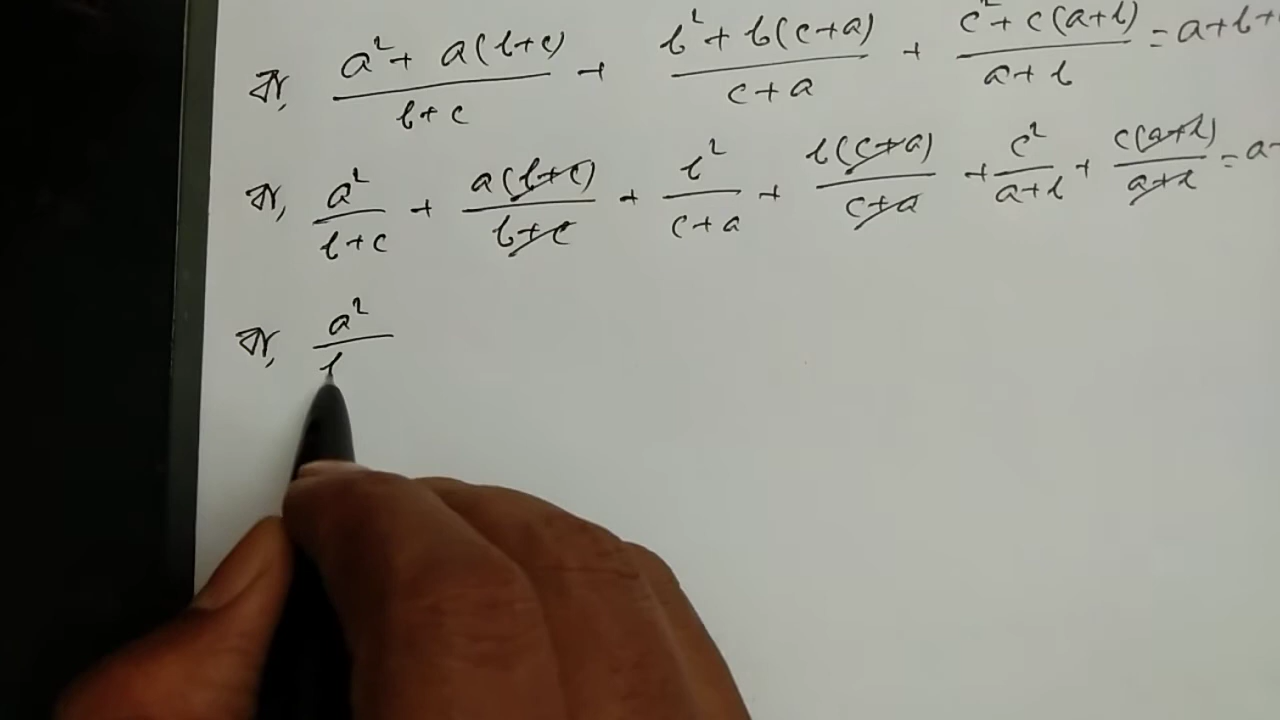 বা, (a²+ a(b+c))/(b+c) + (b²+ b(c+a))/(c+a) + (c²+ c(a+b))/(a+b) = a+b+
বা, a²/(b+c) + a(b+c)/(b+c) + b²/(c+a) + b(c+a)/(c+a) + c²/(a+b) + c(a+b)/(a+b) = a-
বা, a²/b